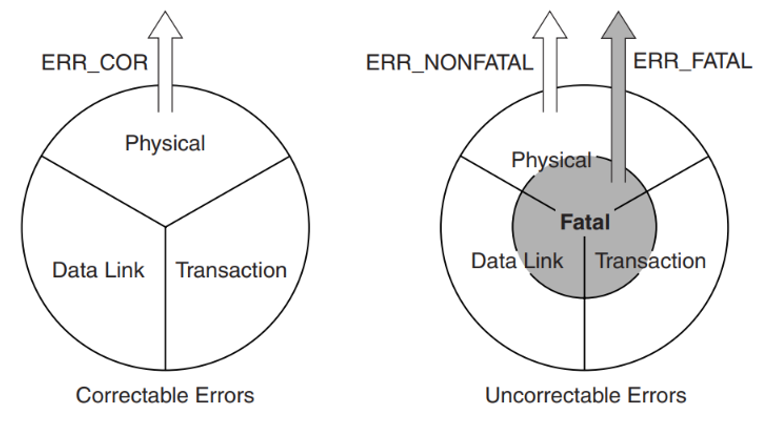 ERR_COR
Physical
Data Link
Transaction
Correctable Errors
ERR_NONFATAL
ERR_FATAL
Physical
Fatal
Data Link
Transaction
Uncorrectable Errors